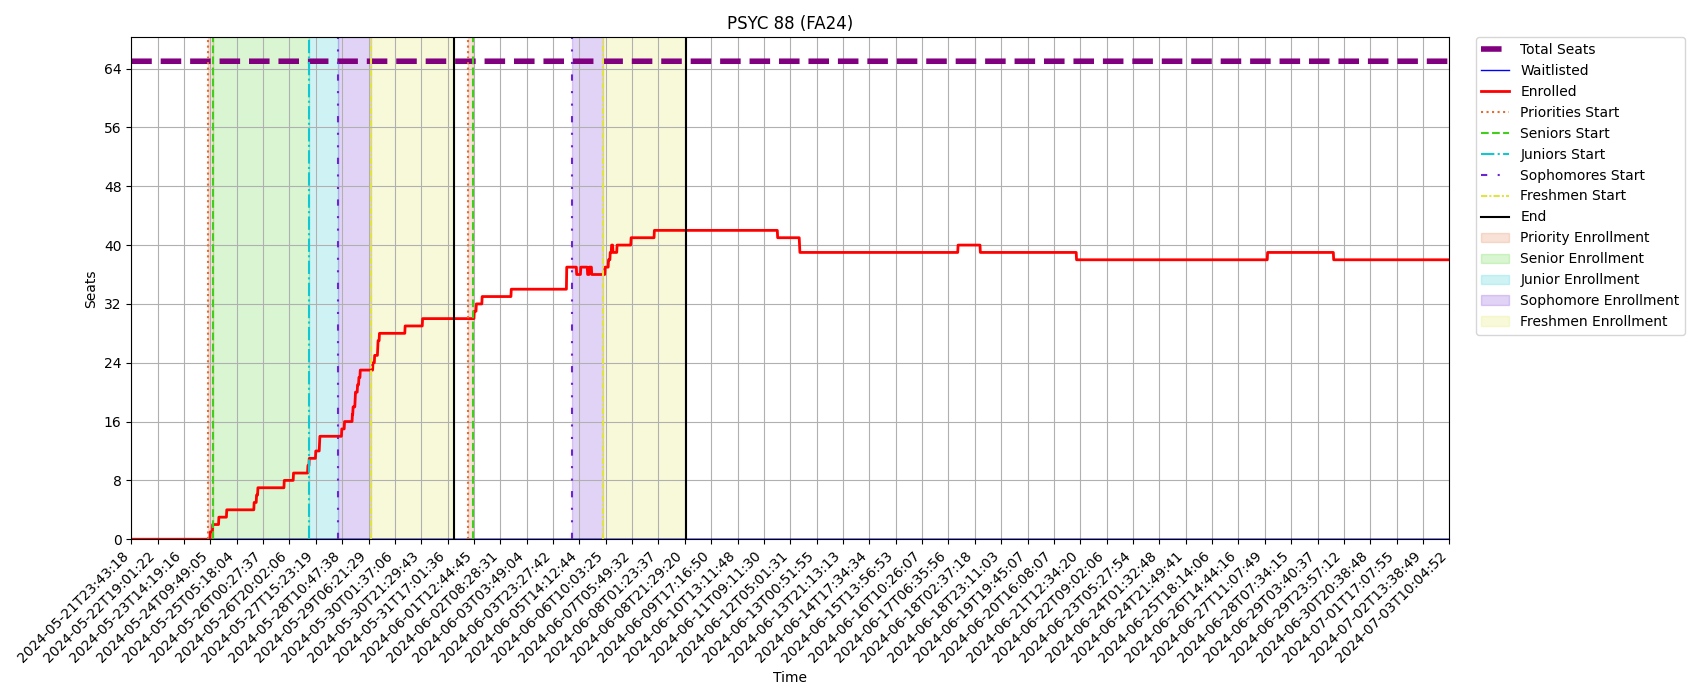 PSYC 88 (FA24)
Total Seats
Waitlisted
Enrolled
Priorities Start
Seniors Start
Juniors Start
Sophomores Start
Freshmen Start
End
Priority Enrollment
Senior Enrollment
Junior Enrollment
Sophomore Enrollment
Freshmen Enrollment
Seats
64
56
48
40
32
24
16
8
0
2024-05-21T23:43:18
2024-05-22T19:01:22
2024-05-23T14:19:16
2024-05-24T09:49:05
2024-05-25T05:18:04
2024-05-26T00:27:37
2024-05-26T20:02:06
2024-05-27T15:23:19
2024-05-28T10:47:38
2024-05-29T06:21:29
2024-05-30T01:37:06
2024-05-30T21:29:43
2024-05-31T17:01:36
2024-06-01T12:44:45
2024-06-02T08:28:31
2024-06-03T03:49:04
2024-06-03T23:27:42
2024-06-05T14:12:44
2024-06-06T10:03:25
2024-06-07T05:49:32
2024-06-08T01:23:37
2024-06-08T21:29:20
2024-06-09T17:16:50
2024-06-10T13:11:48
2024-06-11T09:11:30
2024-06-12T05:01:31
2024-06-13T00:51:55
2024-06-13T21:13:13
2024-06-14T17:34:34
2024-06-15T13:56:53
2024-06-16T10:26:07
2024-06-17T06:35:56
2024-06-18T02:37:18
2024-06-18T23:11:03
2024-06-19T19:45:07
2024-06-20T16:08:07
2024-06-21T12:34:20
2024-06-22T09:02:06
2024-06-23T05:27:54
2024-06-24T01:32:48
2024-06-24T21:49:41
2024-06-25T18:14:06
2024-06-26T14:44:16
2024-06-27T11:07:49
2024-06-28T07:34:15
2024-06-29T03:40:37
2024-06-29T23:57:12
2024-06-30T20:38:48
2024-07-01T17:07:55
2024-07-02T13:38:49
2024-07-03T10:04:52
Time